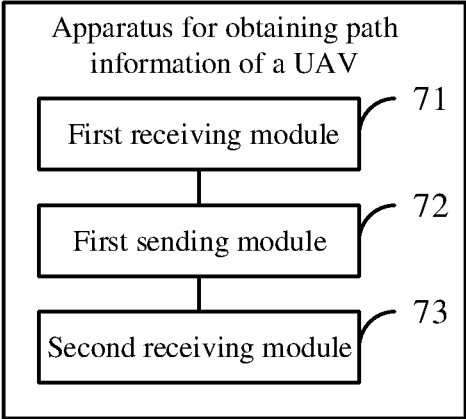 Apparatus for obtaining path
information of a UAV
71
First receiving module
72
First sending module
73
Second receiving module